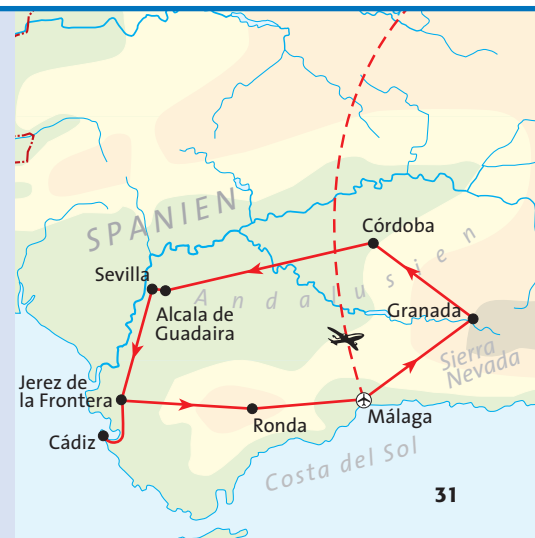 SPANIEN
Córdoba
Sevilla
Andalusien
Alcala de
Guadaira
Granada
Sierra
Nevada
Jerez de
la Frontera
Ronda
Málaga
Cádiz
Costa del Sol
31